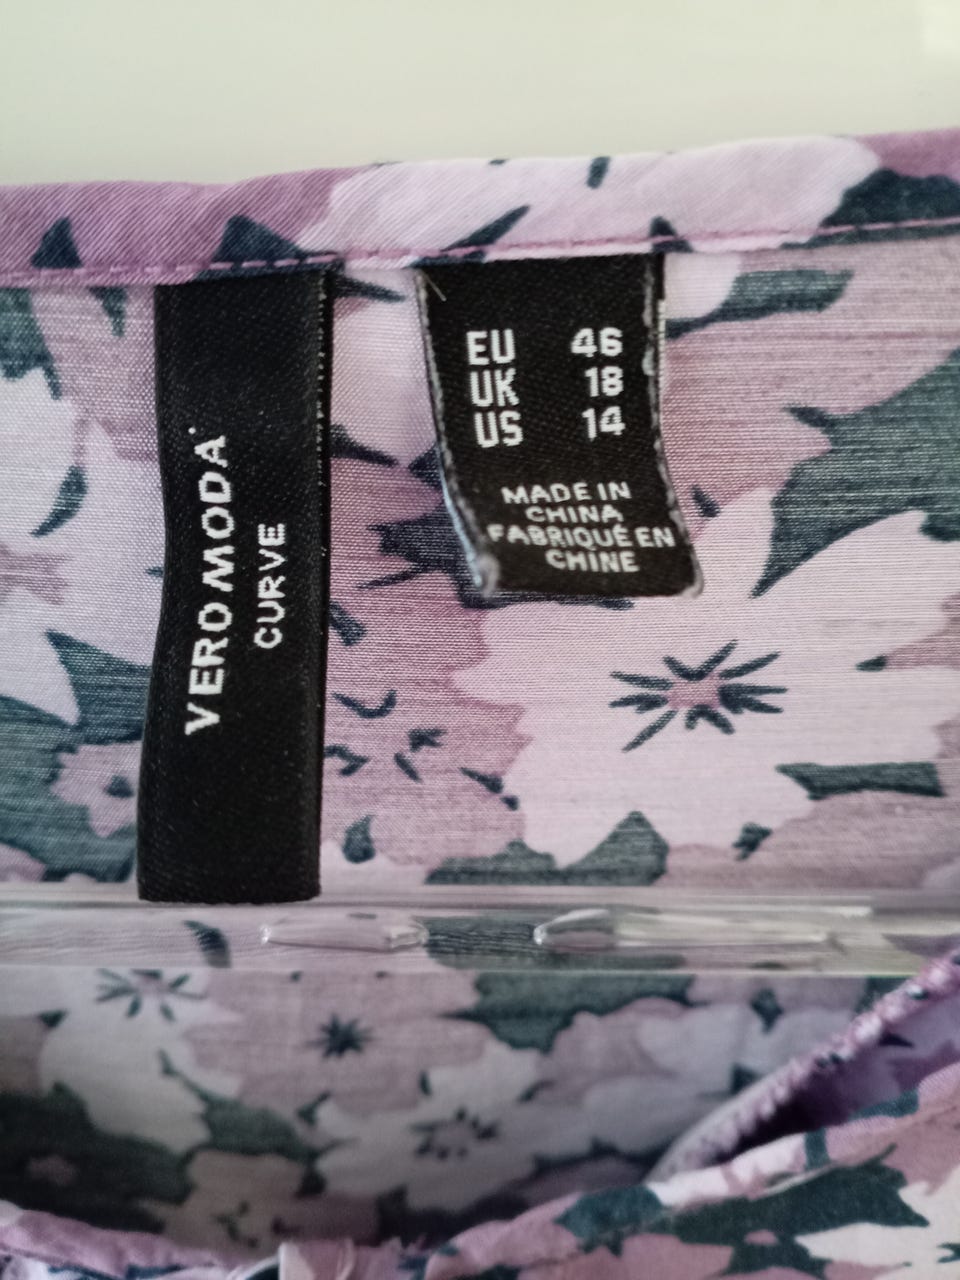 VERO MODA
CURVE
EU 46
UK 18
US 14
MADE IN
CHINA
FABRIQUÉ EN
CHINE